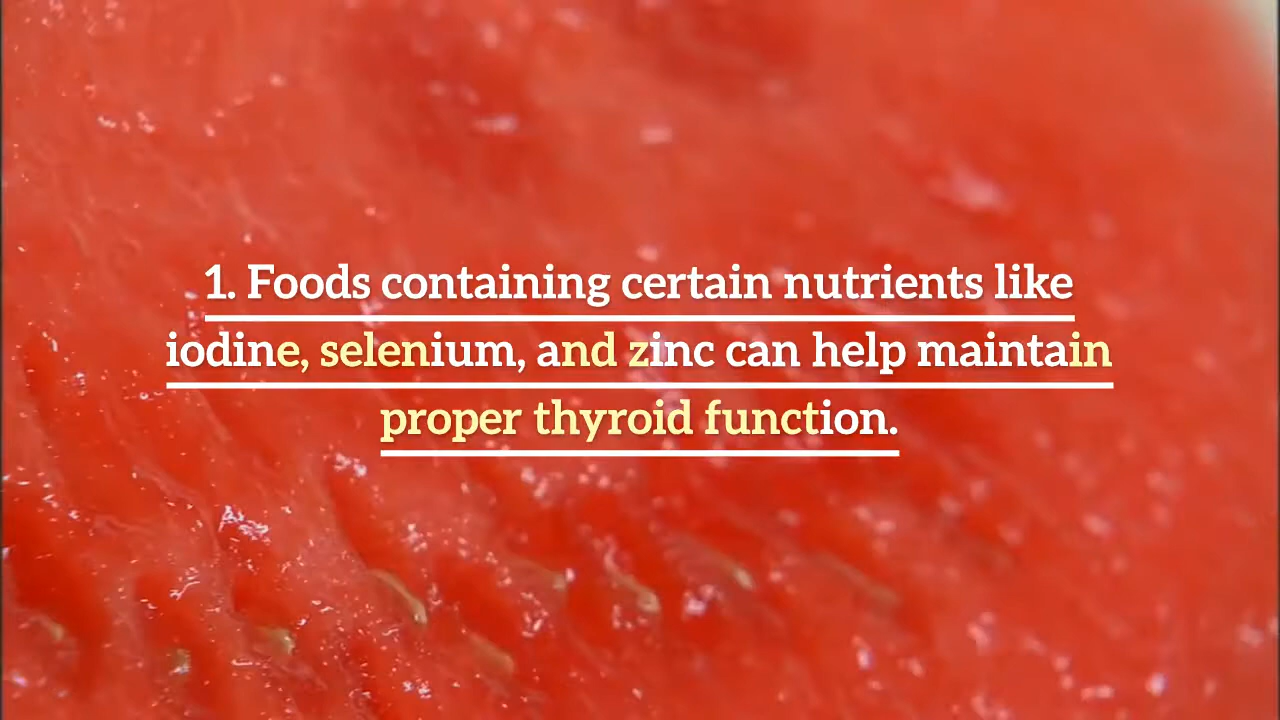 1. Foods containing certain nutrients like
iodine, selenium, and zinc can help maintain
proper thyroid function.